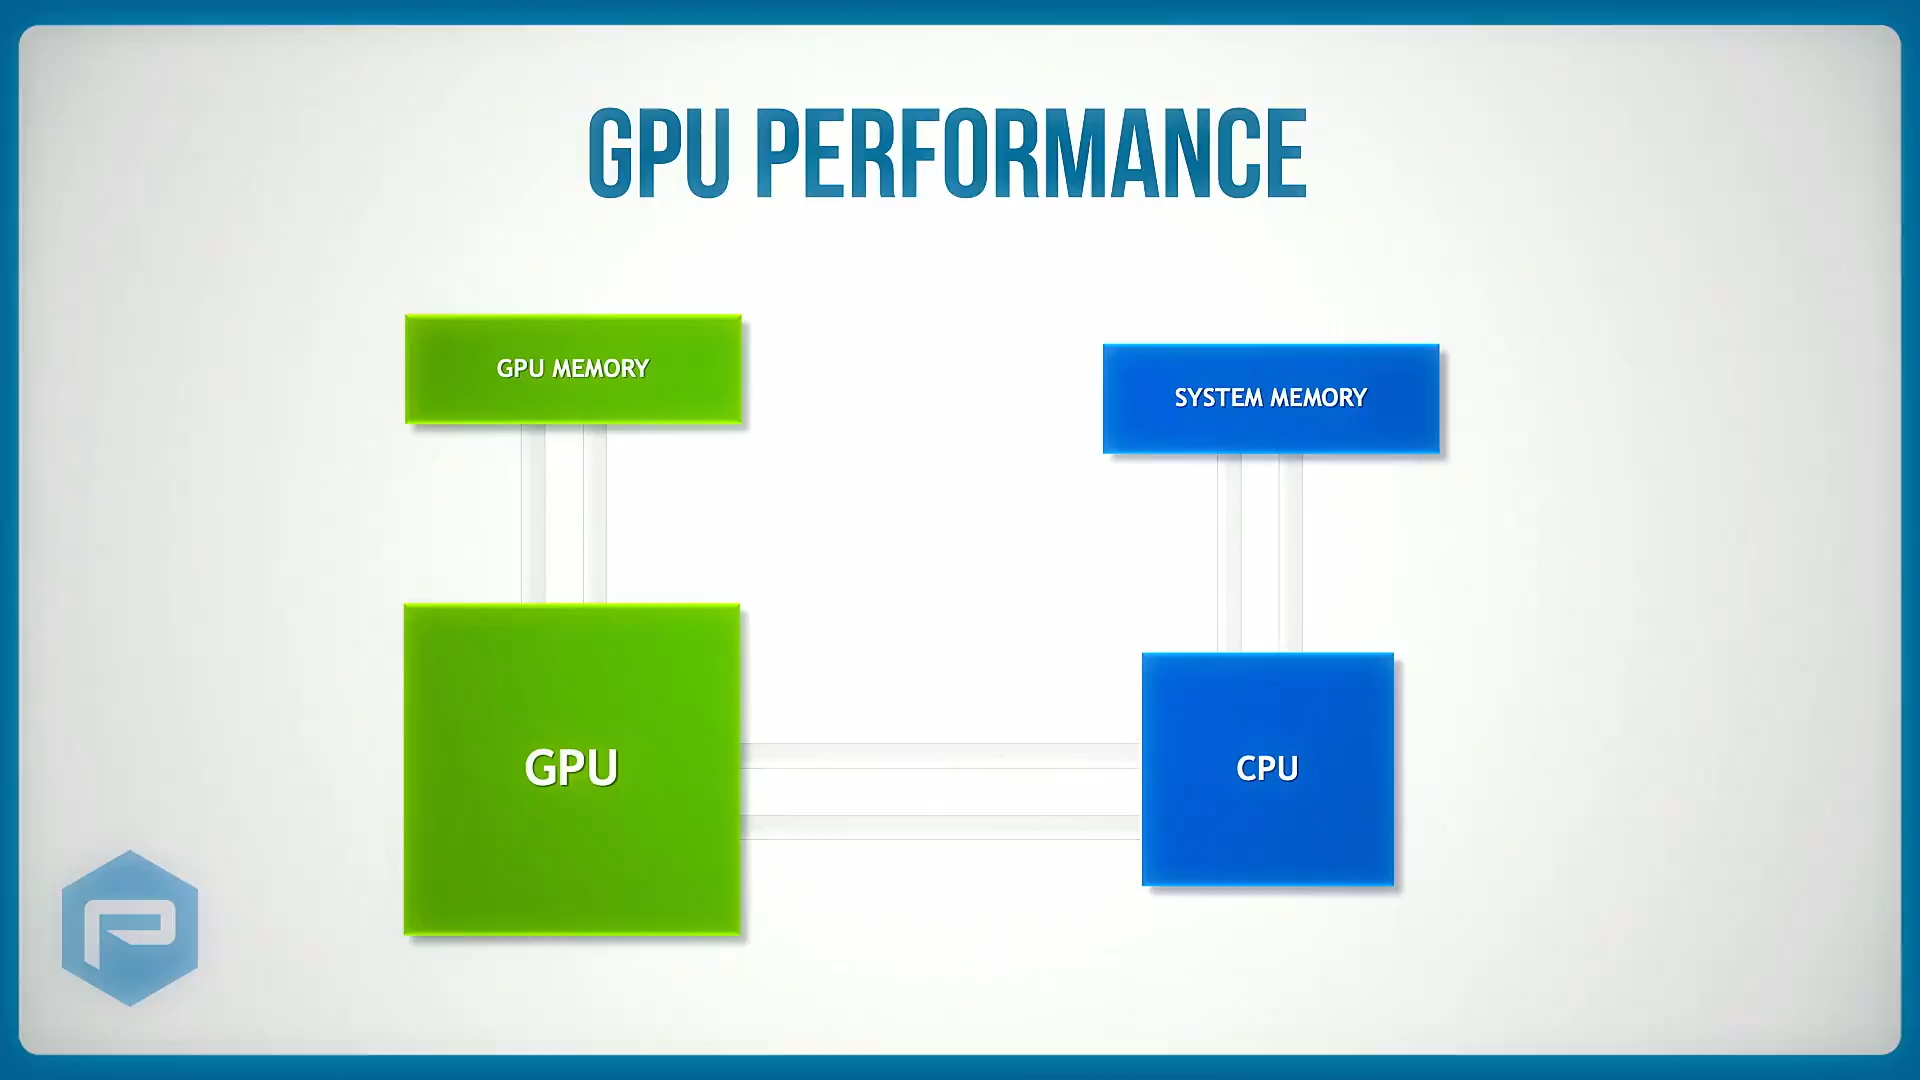 GPU PERFORMANCE
GPU MEMORY
SYSTEM MEMORY
GPU
CPU